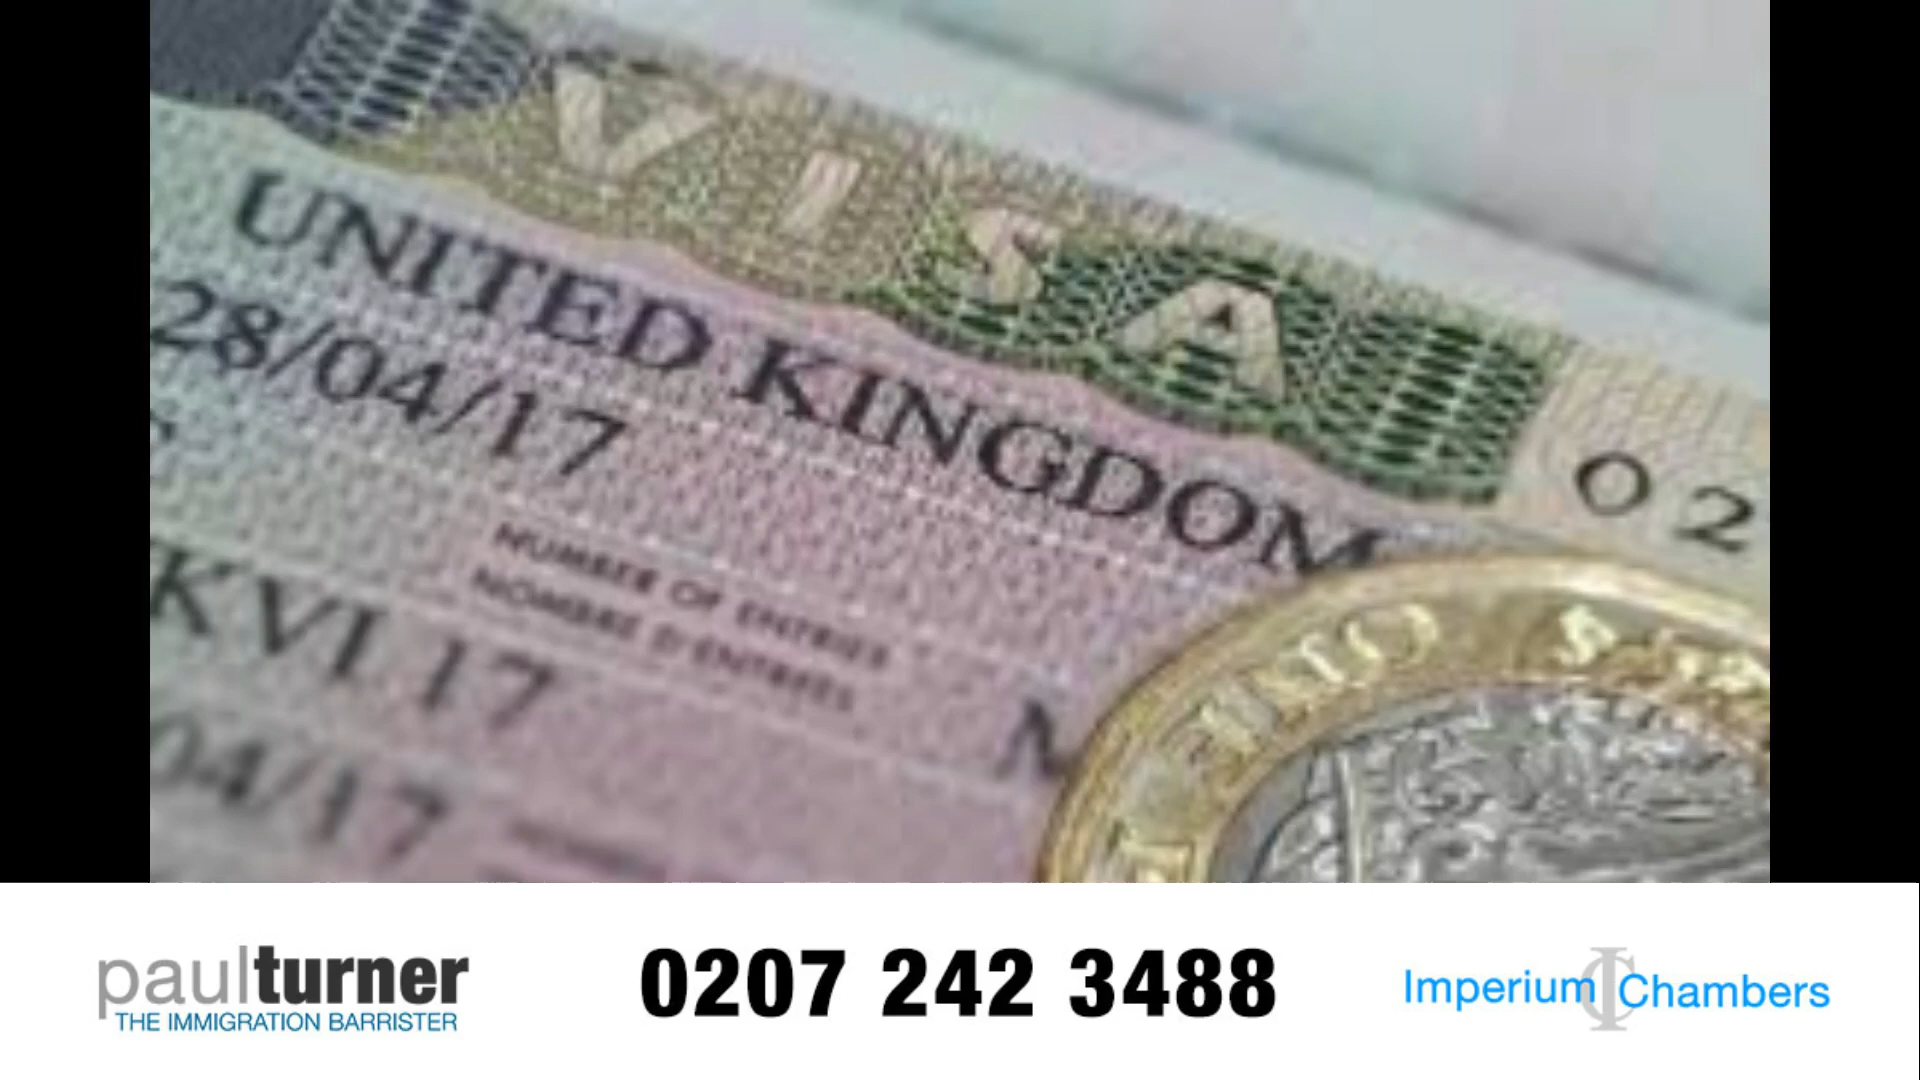 VISA
UNITED KINGDOM
02
28/04/17
NUMBER OF ENTRIES
NOMBRE D'ENTREES
KVI 17
04/17
paulturner
THE IMMIGRATION BARRISTER
0207 242 3488
Imperium Chambers